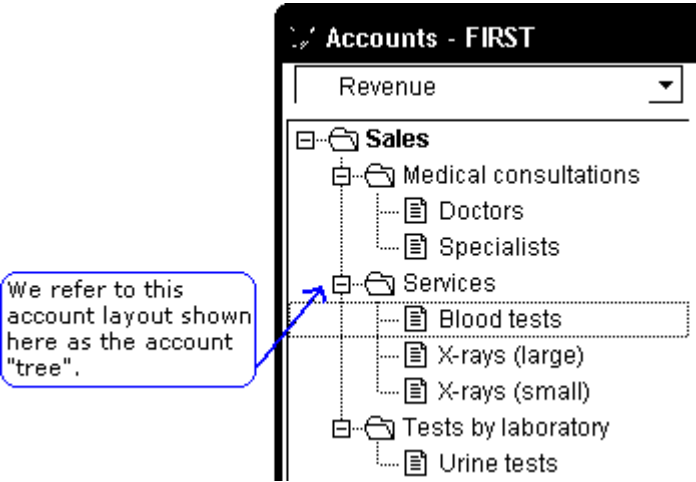 Accounts - FIRST
Revenue
Sales
Medical consultations
Doctors
Specialists
Services
Blood tests
X-rays (large)
X-rays (small)
Tests by laboratory
Urine tests
We refer to this
account layout shown
here as the account
"tree".